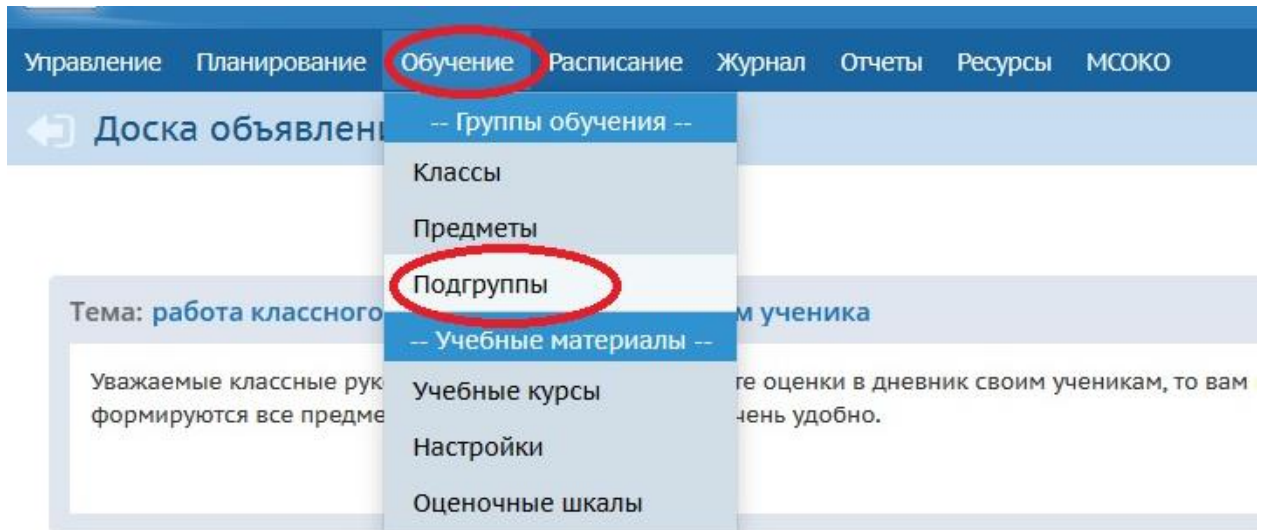 Управление Планирование Обучение Расписание Журнал Отчеты Ресурсы МСОКО
Доска объявлен
-- Группы обучения --
Классы
Предметы
Подгруппы
-- Учебные материалы --
Учебные курсы
Настройки
Оценочные шкалы
Тема: работа классного м ученика
Уважаемые классные рук те оценки в дневник своим ученикам, то вам
формируются все предме чень удобно.